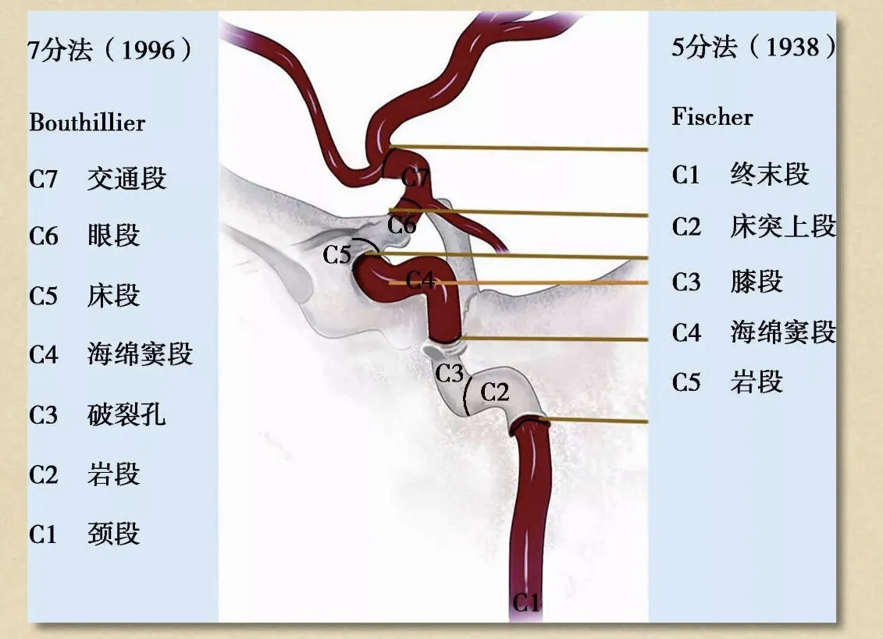 7分法（1996）
Bouthillier
C7 交通段
C6 眼段
C5 床段
C4 海绵窦段
C3 破裂孔
C2 岩段
C1 颈段
C7
C6
C5
C4
C3
C2
C1
5分法（1938）
Fischer
C1 终末段
C2 床突上段
C3 膝段
C4 海绵窦段
C5 岩段